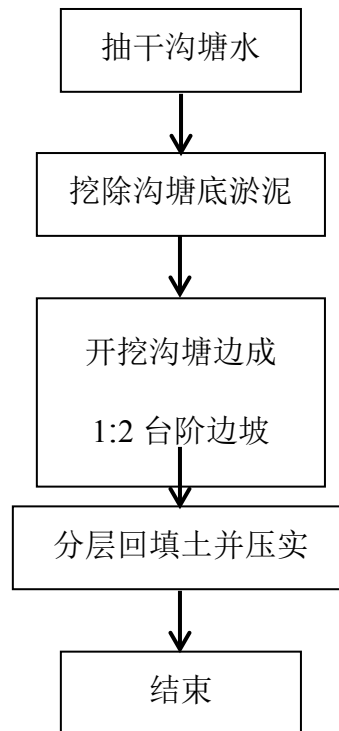 抽干沟塘水
挖除沟塘底淤泥
开挖沟塘边成
1:2 台阶边坡
分层回填土并压实
结束